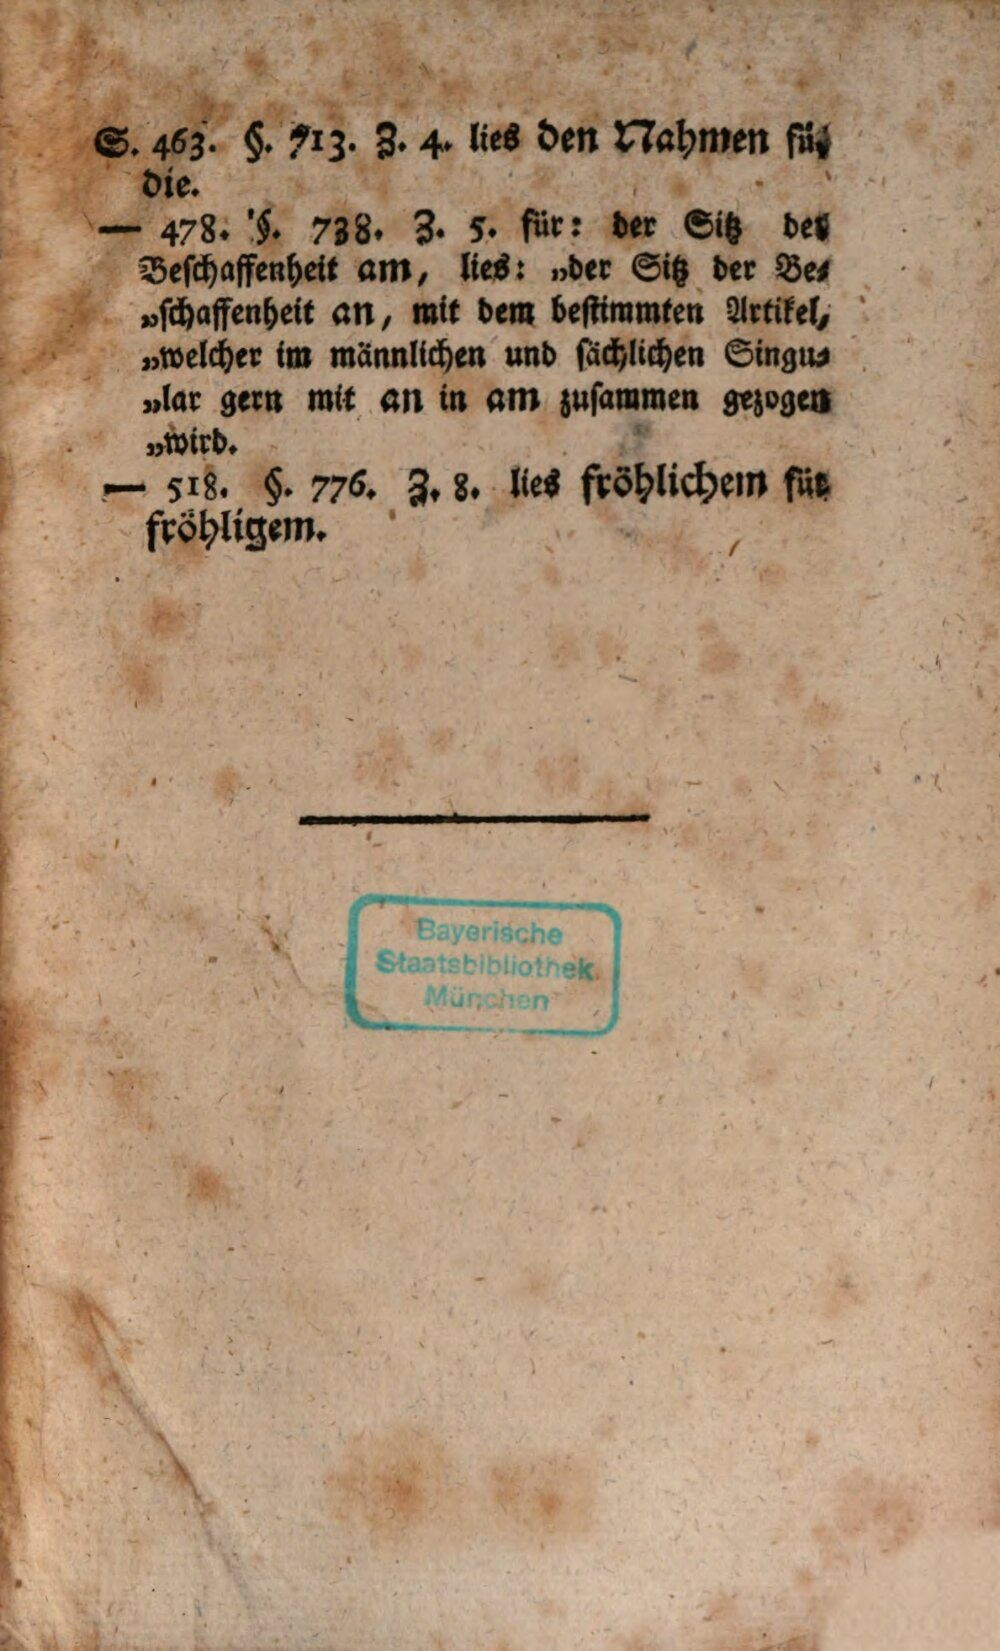 S. 463. §. 713. Z. 4. lies den Nahmen für
die.
— 478. §. 738. Z. 5. für: der Sitz der
Beschaffenheit am, lies: „der Sitz der Be-
„schaffenheit an, mit dem bestimmten Artikel,
„welcher im männlichen und sächlichen Singu-
„lar gern mit an in am zusammen gezogen
„wird.
— 518. §. 776. Z. 8. lies fröhlichem für
fröhligem.
Bayerische
Staatsbibliothek
München